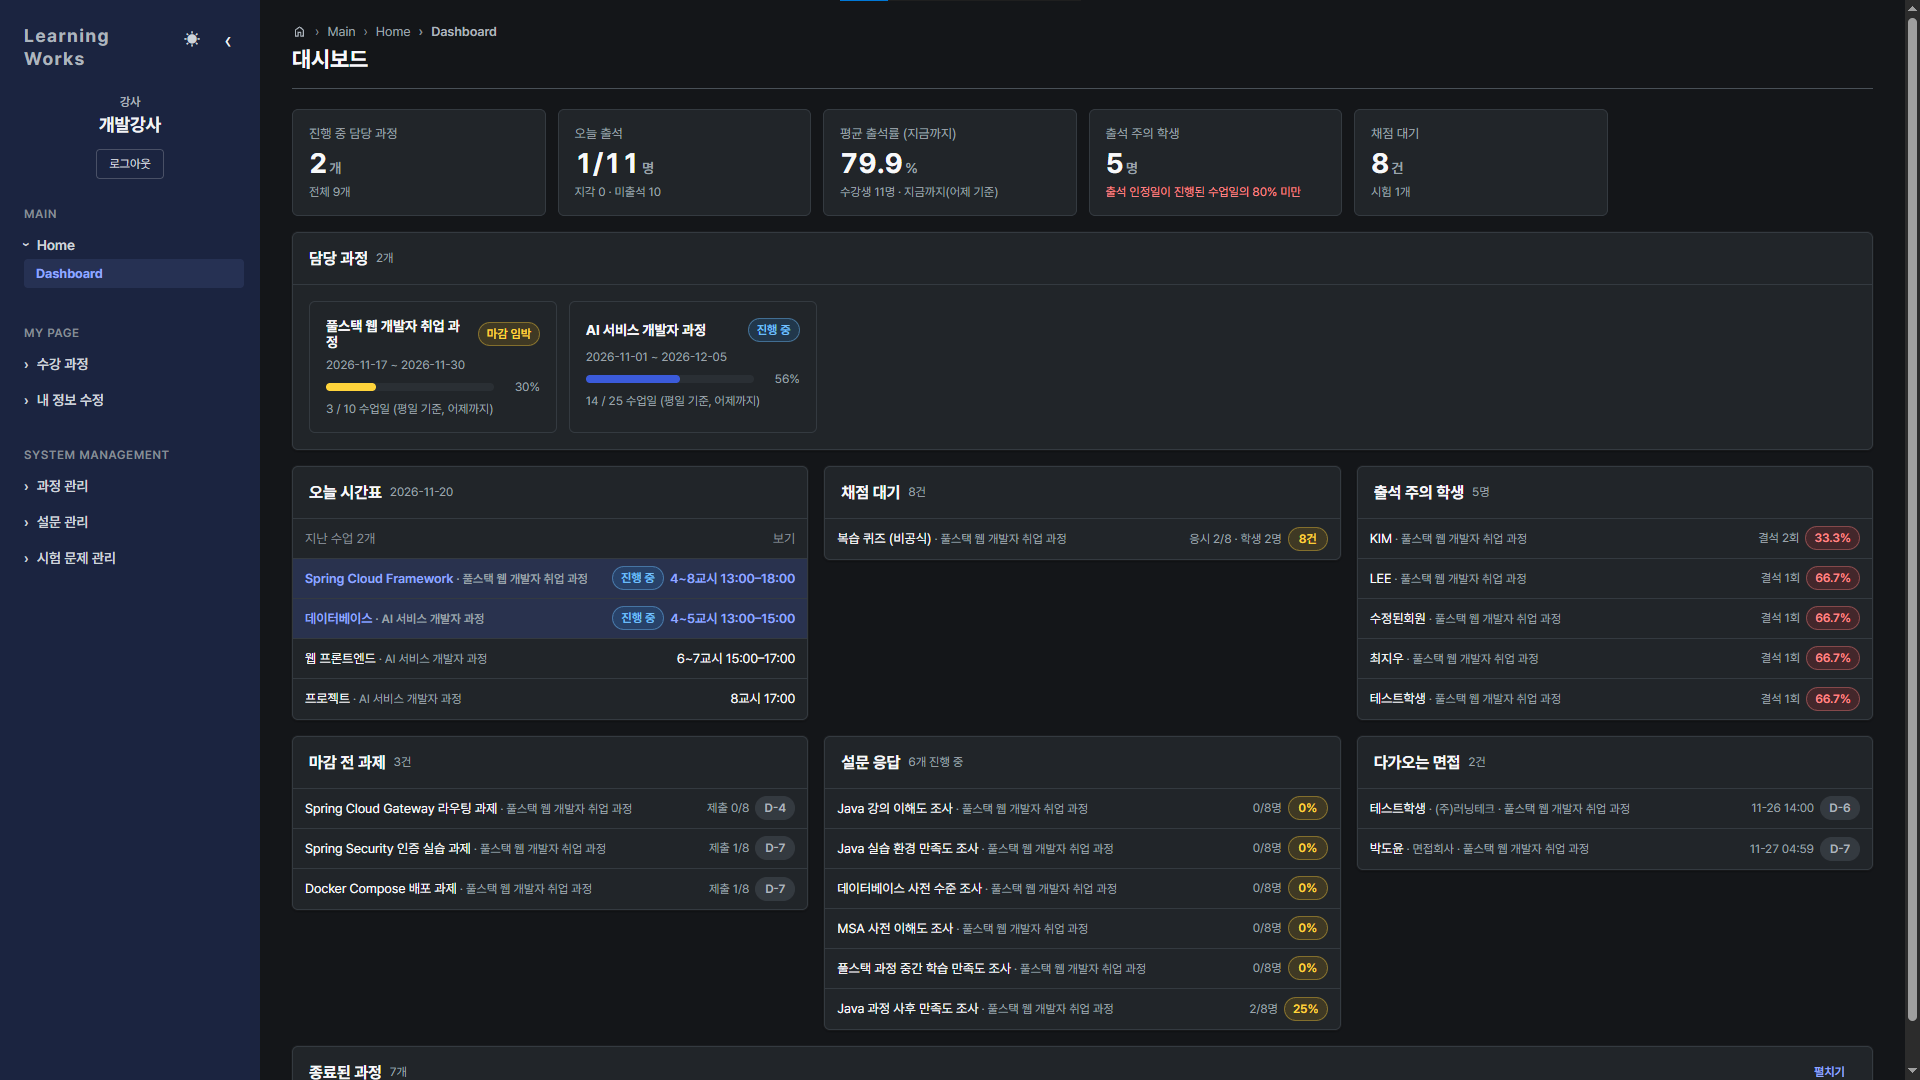 Learning
Works
강사
개발강사
로그아웃
MAIN
Home
Dashboard
MY PAGE
수강 과정
내 정보 수정
SYSTEM MANAGEMENT
과정 관리
설문 관리
시험 문제 관리
› Main › Home › Dashboard
대시보드
진행 중 담당 과정
2개
전체 9개
오늘 출석
1/11명
지각 0 · 미출석 10
평균 출석률 (지금까지)
79.9%
수강생 11명 · 지금까지(어제 기준)
출석 주의 학생
5명
출석 인정일이 진행된 수업일의 80% 미만
채점 대기
8건
시험 1개
담당 과정 2개
풀스택 웹 개발자 취업 과
정
마감 임박
2026-11-17 ~ 2026-11-30
30%
3 / 10 수업일 (평일 기준, 어제까지)
AI 서비스 개발자 과정 진행 중
2026-11-01 ~ 2026-12-05
56%
14 / 25 수업일 (평일 기준, 어제까지)
오늘 시간표 2026-11-20
지난 수업 2개 보기
Spring Cloud Framework · 풀스택 웹 개발자 취업 과정 진행 중 4~8교시 13:00–18:00
데이터베이스 · AI 서비스 개발자 과정 진행 중 4~5교시 13:00–15:00
웹 프론트엔드 · AI 서비스 개발자 과정 6~7교시 15:00–17:00
프로젝트 · AI 서비스 개발자 과정 8교시 17:00
채점 대기 8건
복습 퀴즈 (비공식) · 풀스택 웹 개발자 취업 과정 응시 2/8 · 학생 2명 8건
출석 주의 학생 5명
KIM · 풀스택 웹 개발자 취업 과정 결석 2회 33.3%
LEE · 풀스택 웹 개발자 취업 과정 결석 1회 66.7%
수정된회원 · 풀스택 웹 개발자 취업 과정 결석 1회 66.7%
최지우 · 풀스택 웹 개발자 취업 과정 결석 1회 66.7%
테스트학생 · 풀스택 웹 개발자 취업 과정 결석 1회 66.7%
마감 전 과제 3건
Spring Cloud Gateway 라우팅 과제 · 풀스택 웹 개발자 취업 과정 제출 0/8 D-4
Spring Security 인증 실습 과제 · 풀스택 웹 개발자 취업 과정 제출 1/8 D-7
Docker Compose 배포 과제 · 풀스택 웹 개발자 취업 과정 제출 1/8 D-7
설문 응답 6개 진행 중
Java 강의 이해도 조사 · 풀스택 웹 개발자 취업 과정 0/8명 0%
Java 실습 환경 만족도 조사 · 풀스택 웹 개발자 취업 과정 0/8명 0%
데이터베이스 사전 수준 조사 · 풀스택 웹 개발자 취업 과정 0/8명 0%
MSA 사전 이해도 조사 · 풀스택 웹 개발자 취업 과정 0/8명 0%
풀스택 과정 중간 학습 만족도 조사 · 풀스택 웹 개발자 취업 과정 0/8명 0%
Java 과정 사후 만족도 조사 · 풀스택 웹 개발자 취업 과정 2/8명 25%
다가오는 면접 2건
테스트학생 · (주)러닝테크 · 풀스택 웹 개발자 취업 과정 11-26 14:00 D-6
박도윤 · 면접회사 · 풀스택 웹 개발자 취업 과정 11-27 04:59 D-7
종료된 과정 7개 펼치기